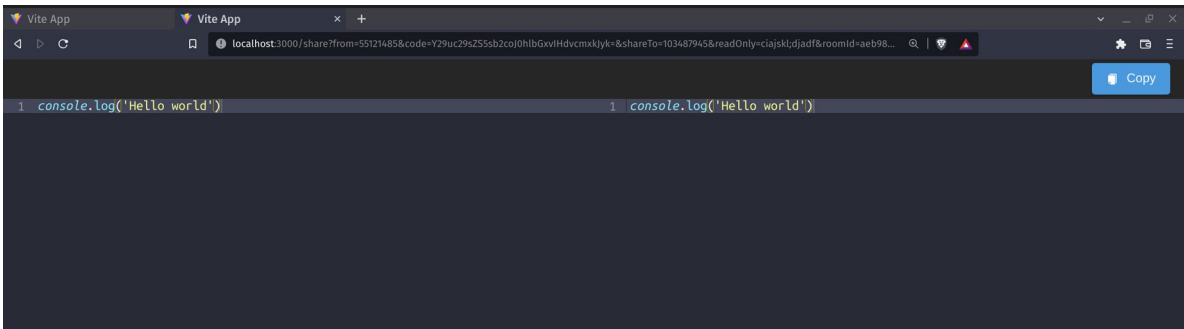 Vite App
Vite App
localhost:3000/share?from=55121485&code=Y29uc29sZS5sb2coJ0hlbGxvIHdvcmxkJyk=&shareTo=103487945&readOnly=ciajskl;djadf&roomId=aeb98...
Copy
1 console.log('Hello world')
1 console.log('Hello world')